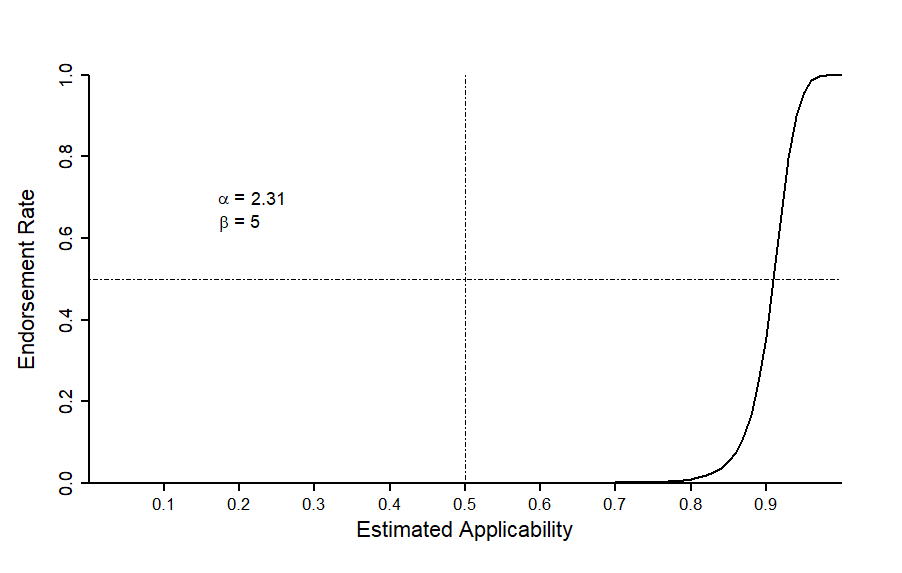 1.0
0.8
0.6
0.4
0.2
0.0
Endorsement Rate
α = 2.31
β = 5
0.1 0.2 0.3 0.4 0.5 0.6 0.7 0.8 0.9
Estimated Applicability